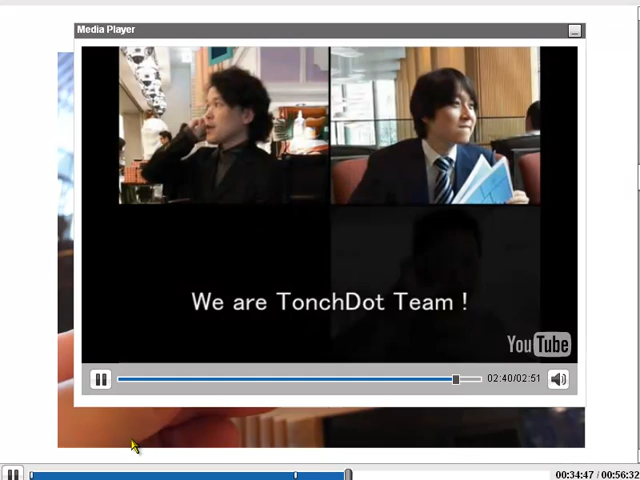 Media Player
We are TonchDot Team !
YouTube
02:40/02:51
00:34:47 / 00:56:32